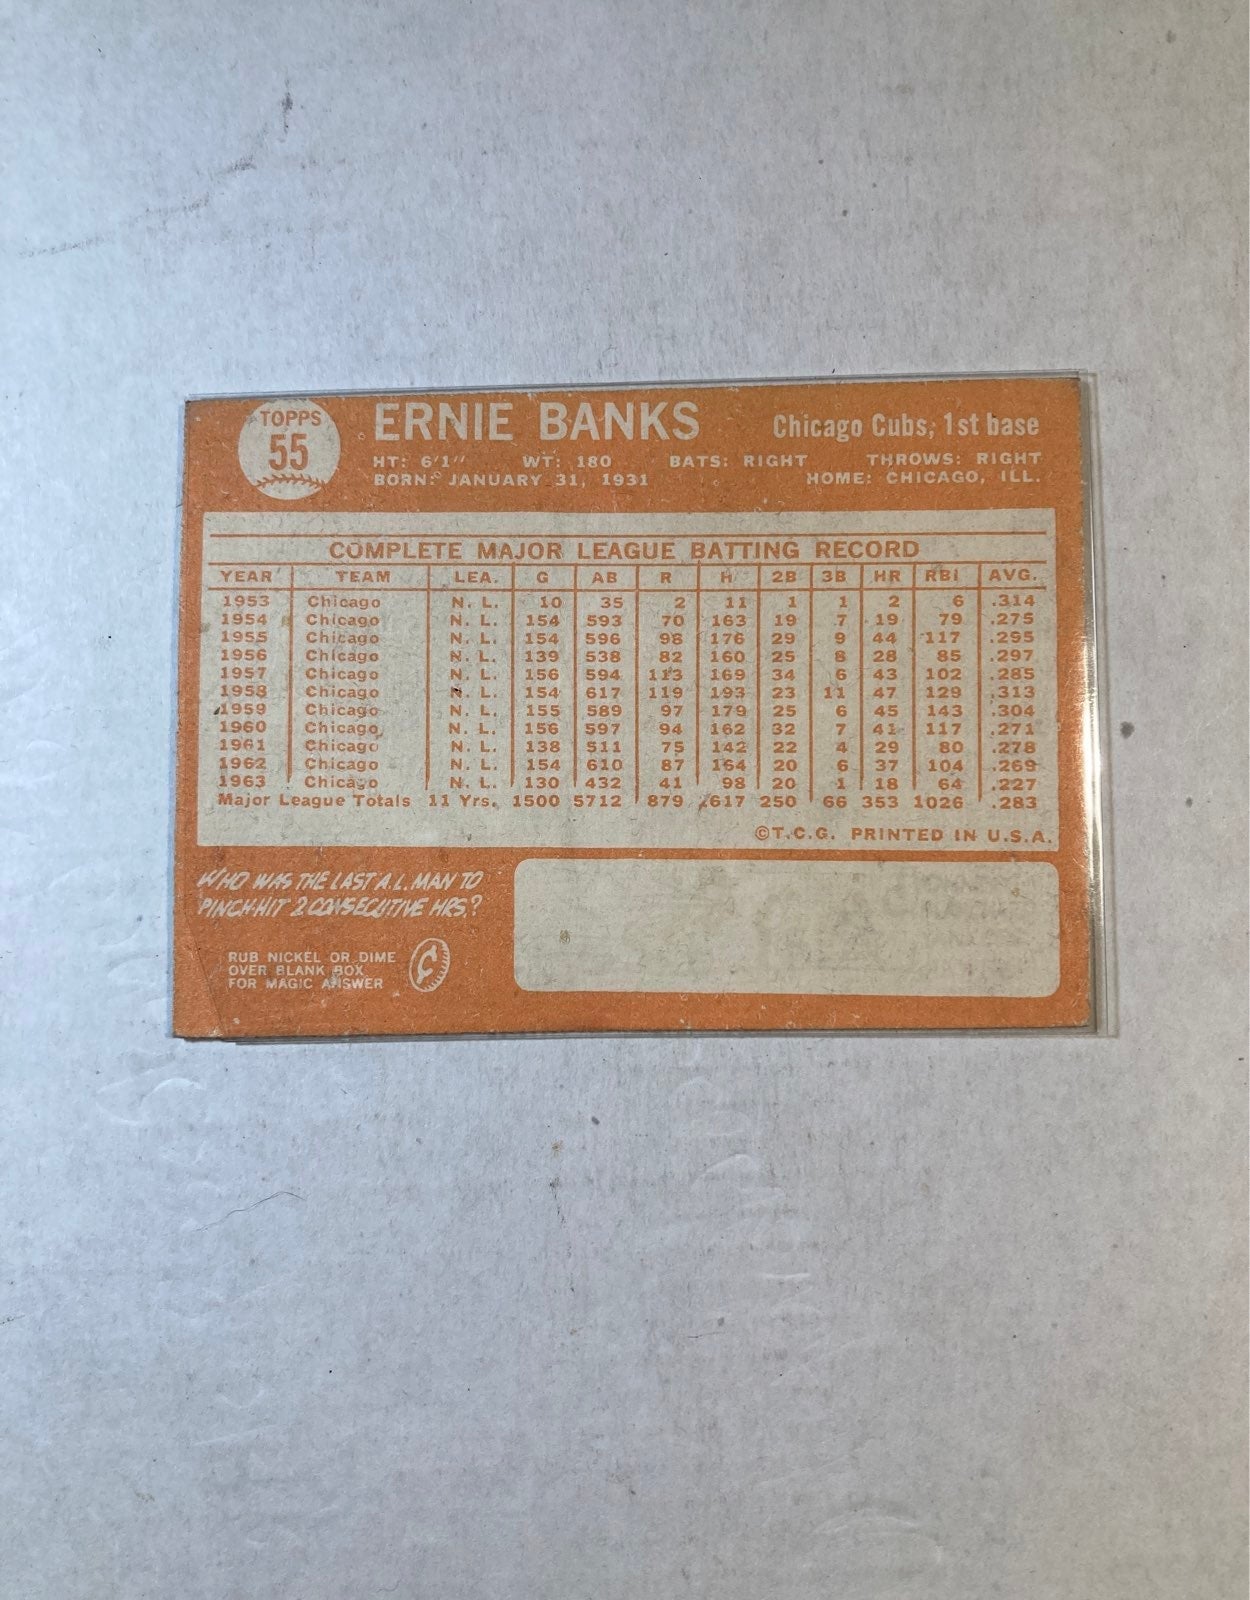 TOPPS
55
ERNIE BANKS
Chicago Cubs, 1st base
HT: 6'1" WT: 180 BATS: RIGHT THROWS: RIGHT
BORN: JANUARY 31, 1931 HOME: CHICAGO, ILL.
COMPLETE MAJOR LEAGUE BATTING RECORD
YEAR TEAM LEA. G AB R H 2B 3B HR RBI AVG.
1953 Chicago N. L. 10 35 2 11 1 1 2 6 .314
1954 Chicago N. L. 154 593 70 163 19 7 19 79 .275
1955 Chicago N. L. 154 596 98 176 29 9 44 117 .295
1956 Chicago N. L. 139 538 82 160 25 8 28 85 .297
1957 Chicago N. L. 156 594 113 169 34 6 43 102 .285
1958 Chicago N. L. 154 617 119 193 23 11 47 129 .313
1959 Chicago N. L. 155 589 97 179 25 6 45 143 .304
1960 Chicago N. L. 156 597 94 162 32 7 41 117 .271
1961 Chicago N. L. 138 511 75 142 22 4 29 80 .278
1962 Chicago N. L. 154 610 87 164 20 6 37 104 .269
1963 Chicago N. L. 130 432 41 98 20 1 18 64 .227
Major League Totals 11 Yrs. 1500 5712 879 1617 250 66 353 1026 .283
©T.C.G. PRINTED IN U.S.A.
WHO WAS THE LAST A.L. MAN TO
PINCH-HIT 2 CONSECUTIVE HRS.?
RUB NICKEL OR DIME
OVER BLANK BOX
FOR MAGIC ANSWER
¢